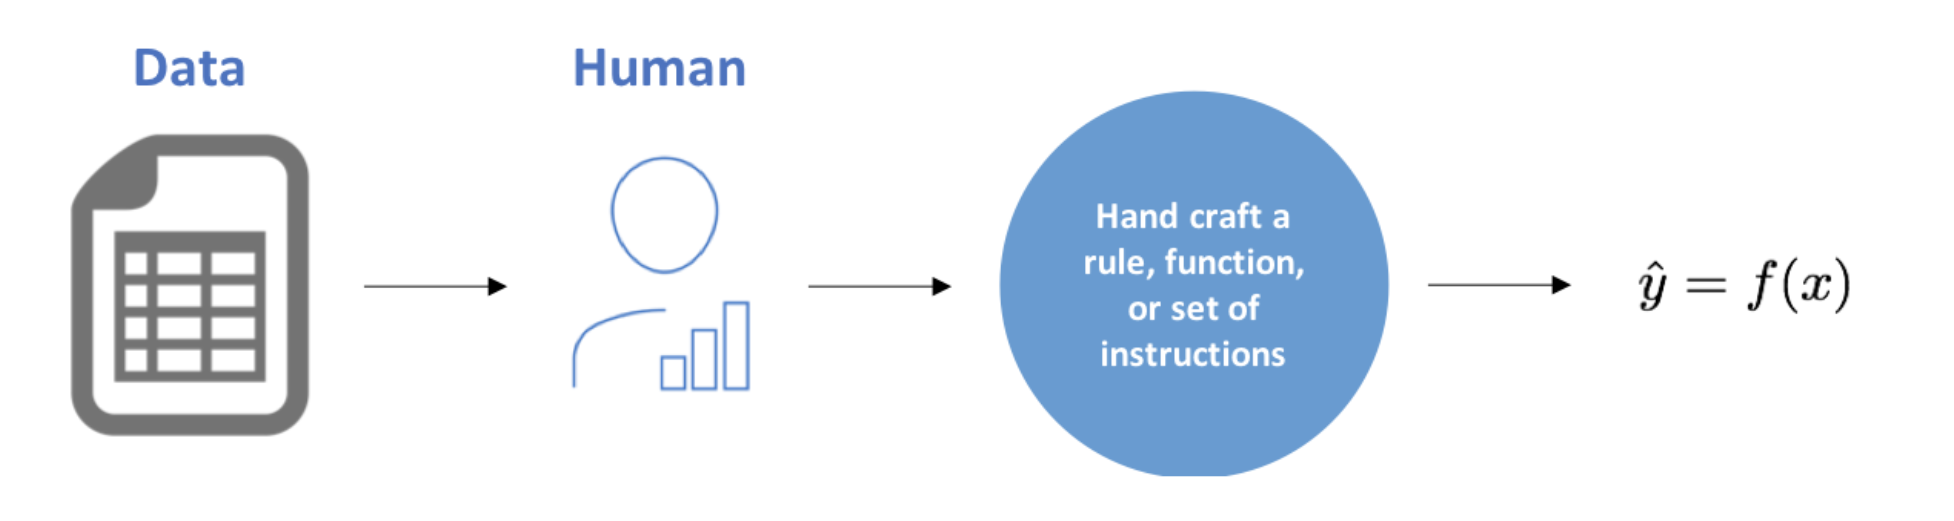 Data
Human
Hand craft a
rule, function,
or set of
instructions
ŷ = f(x)